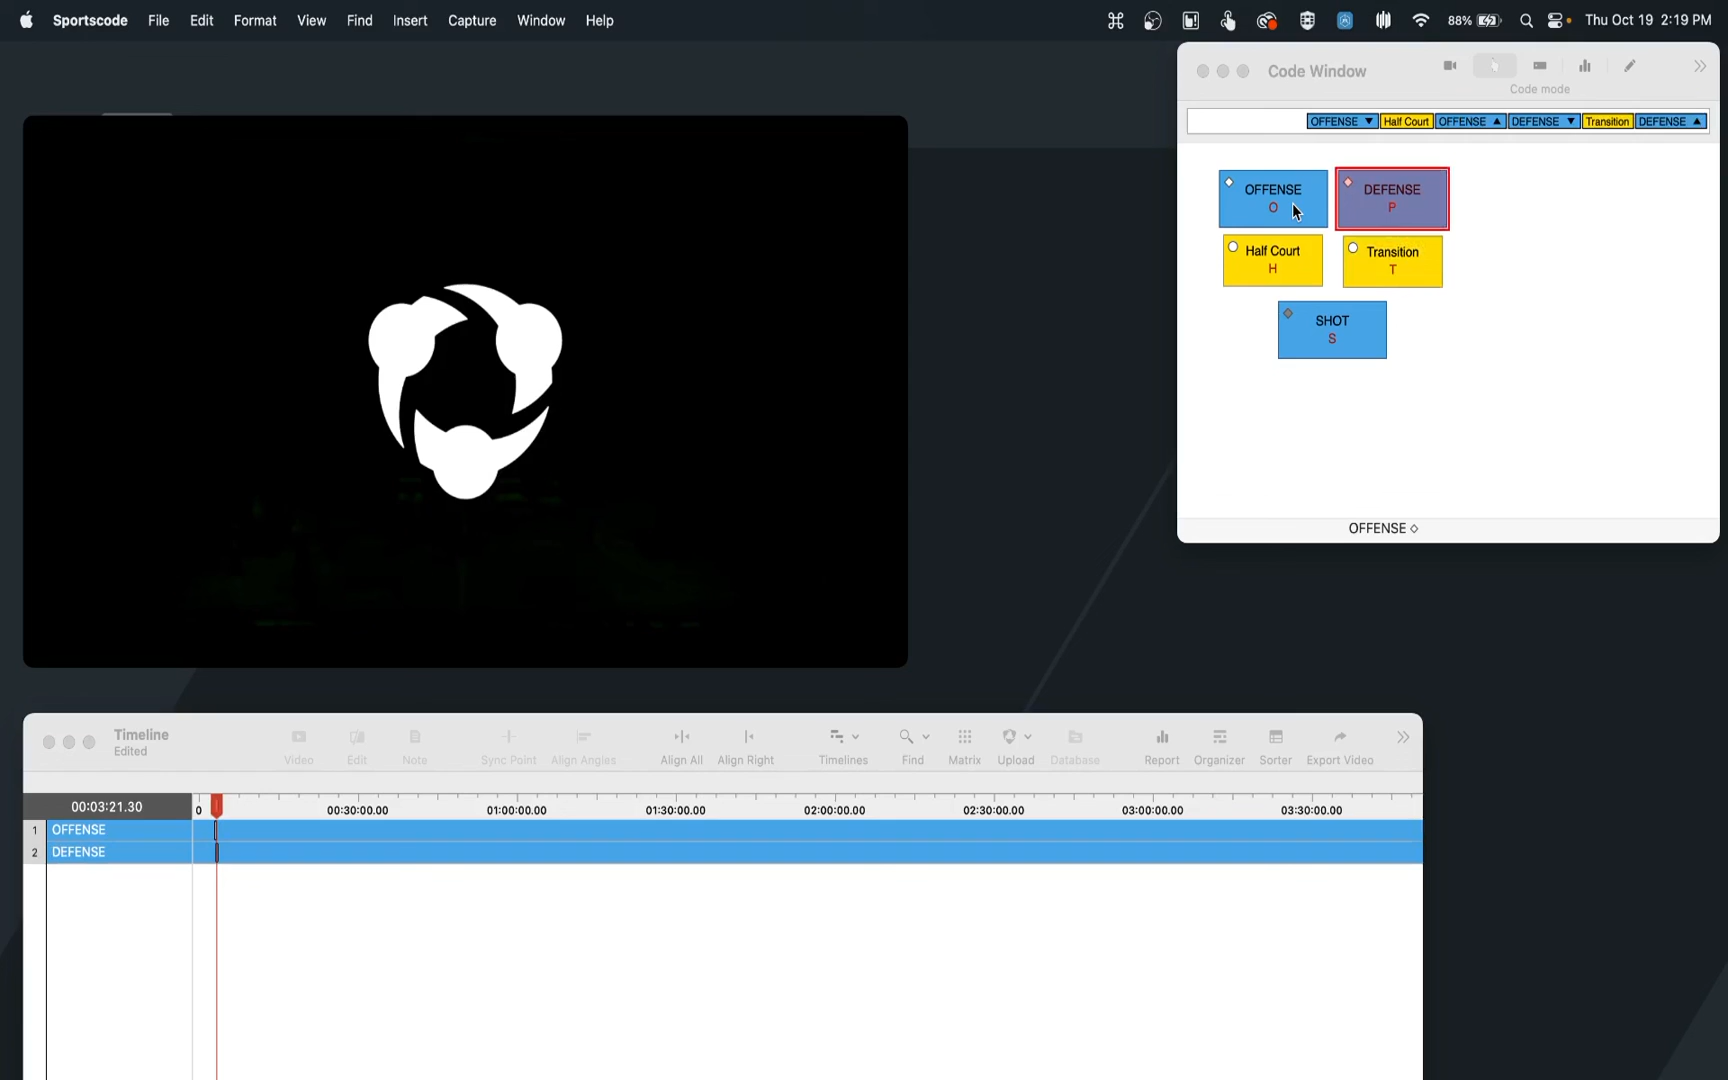 Sportscode File Edit Format View Find Insert Capture Window Help 88% Thu Oct 19 2:19 PM
Code Window
Code mode
OFFENSE ▼ Half Court OFFENSE ▲ DEFENSE ▼ Transition DEFENSE ▲
OFFENSE DEFENSE
O P
Half Court Transition
H T
SHOT
S
OFFENSE ◇
Timeline
Edited
Video Edit Note Sync Point Align Angles Align All Align Right Timelines Find Matrix Upload Database Report Organizer Sorter Export Video
00:03:21.30 0 00:30:00.00 01:00:00.00 01:30:00.00 02:00:00.00 02:30:00.00 03:00:00.00 03:30:00.00
1 OFFENSE
2 DEFENSE